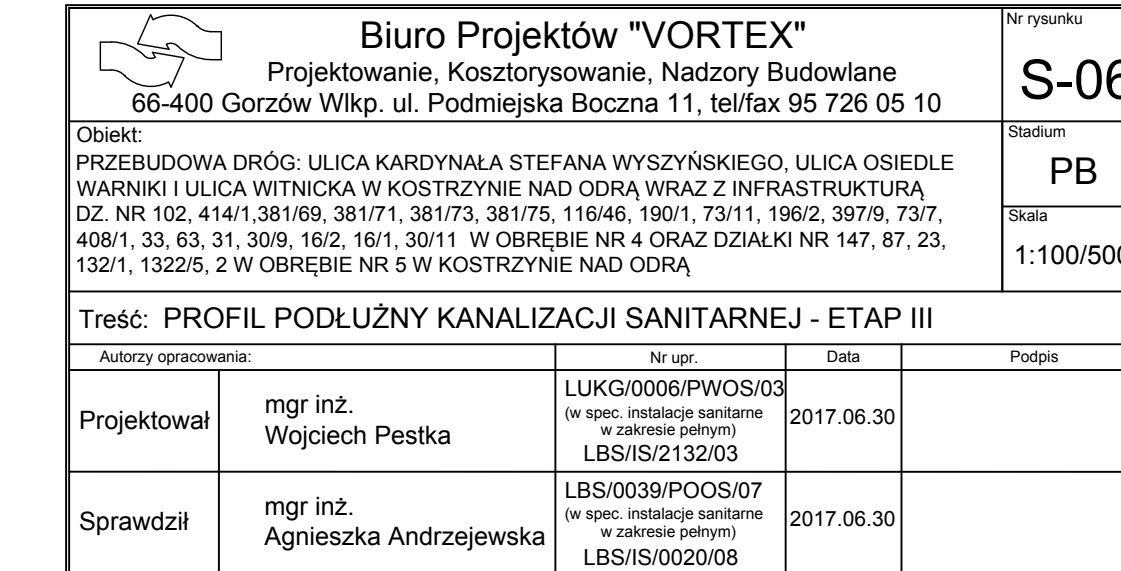 Biuro Projektów "VORTEX"
Projektowanie, Kosztorysowanie, Nadzory Budowlane
66-400 Gorzów Wlkp. ul. Podmiejska Boczna 11, tel/fax 95 726 05 10
Nr rysunku
S-06
Obiekt:
PRZEBUDOWA DRÓG: ULICA KARDYNAŁA STEFANA WYSZYŃSKIEGO, ULICA OSIEDLE
WARNIKI I ULICA WITNICKA W KOSTRZYNIE NAD ODRĄ WRAZ Z INFRASTRUKTURĄ
DZ. NR 102, 414/1,381/69, 381/71, 381/73, 381/75, 116/46, 190/1, 73/11, 196/2, 397/9, 73/7,
408/1, 33, 63, 31, 30/9, 16/2, 16/1, 30/11 W OBRĘBIE NR 4 ORAZ DZIAŁKI NR 147, 87, 23,
132/1, 1322/5, 2 W OBRĘBIE NR 5 W KOSTRZYNIE NAD ODRĄ
Stadium
PB
Skala
1:100/500
Treść: PROFIL PODŁUŻNY KANALIZACJI SANITARNEJ - ETAP III
Autorzy opracowania:
Nr upr.
Data
Podpis
Projektował
mgr inż.
Wojciech Pestka
LUKG/0006/PWOS/03
(w spec. instalacje sanitarne
w zakresie pełnym)
LBS/IS/2132/03
2017.06.30
Sprawdził
mgr inż.
Agnieszka Andrzejewska
LBS/0039/POOS/07
(w spec. instalacje sanitarne
w zakresie pełnym)
LBS/IS/0020/08
2017.06.30